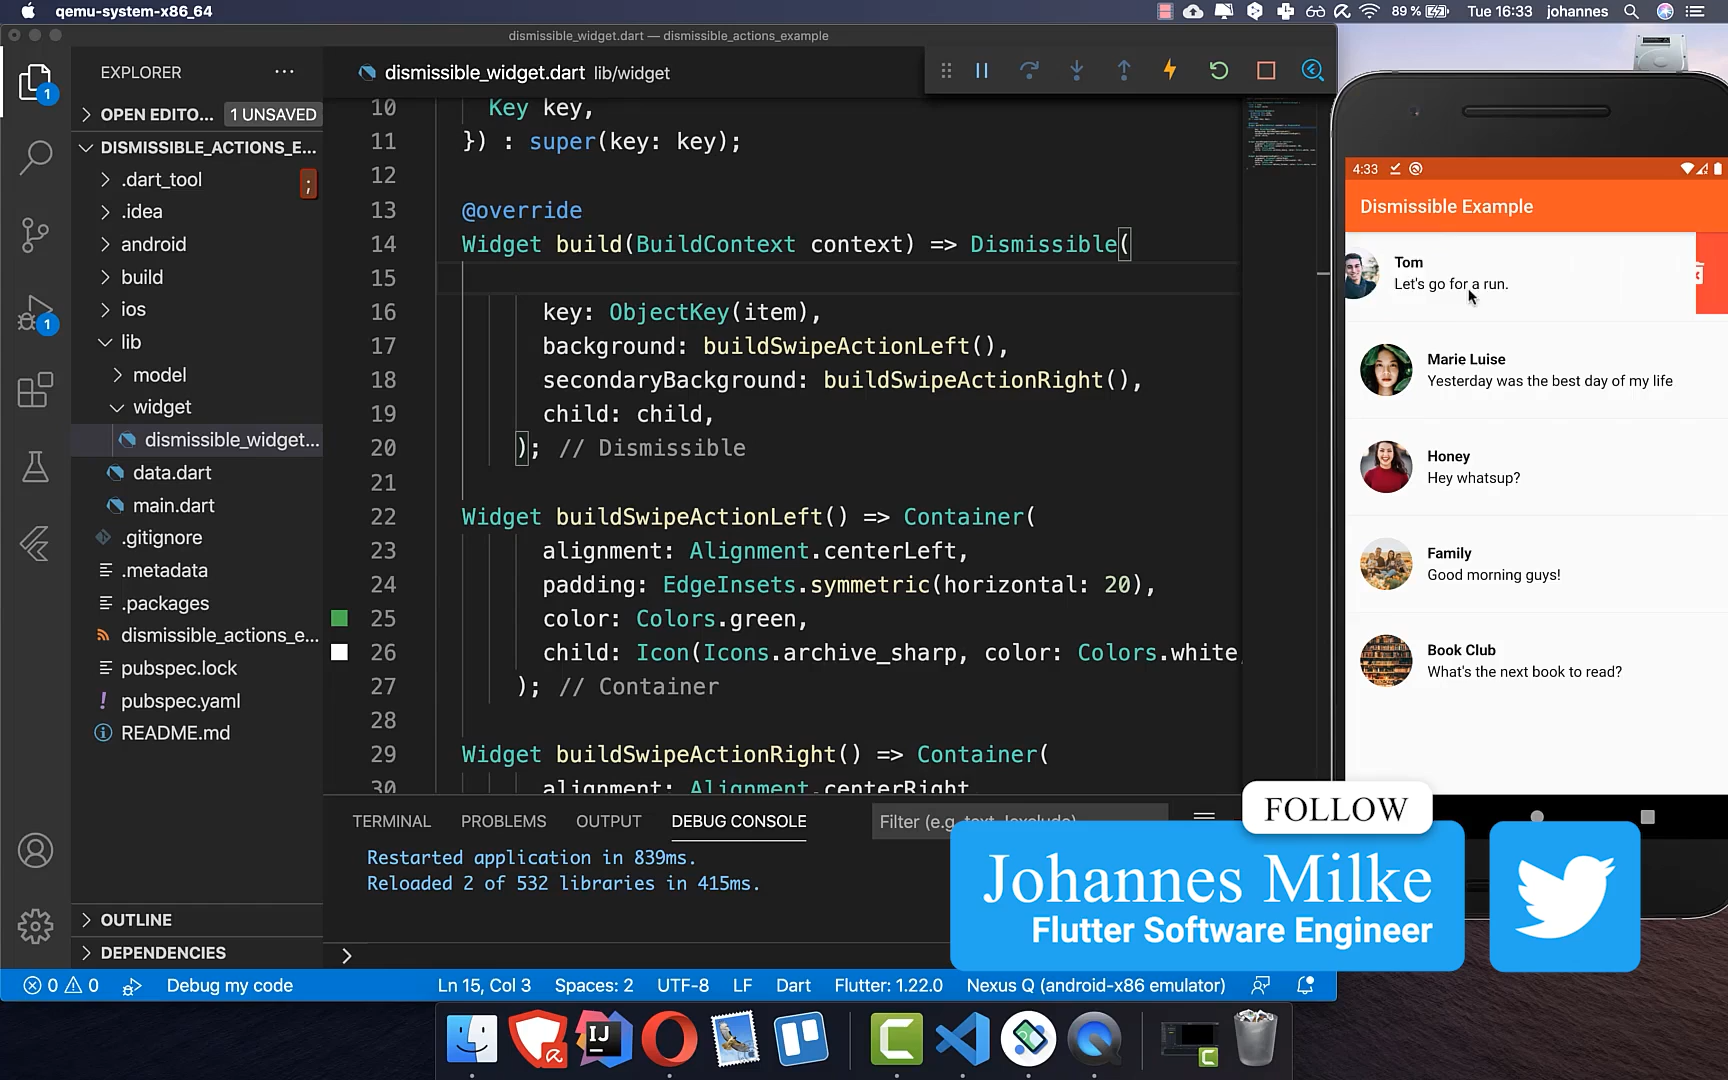 qemu-system-x86_64
89 %
Tue 16:33
johannes
dismissible_widget.dart — dismissible_actions_example
EXPLORER
dismissible_widget.dart lib/widget
1
OPEN EDITO... 1 UNSAVED
DISMISSIBLE_ACTIONS_E...
.dart_tool
;
.idea
android
build
ios
1
lib
model
widget
dismissible_widget...
data.dart
main.dart
.gitignore
.metadata
.packages
dismissible_actions_e...
pubspec.lock
! pubspec.yaml
README.md
OUTLINE
DEPENDENCIES
10 Key key,
11 }) : super(key: key);
12
13 @override
14 Widget build(BuildContext context) => Dismissible(
15
16 key: ObjectKey(item),
17 background: buildSwipeActionLeft(),
18 secondaryBackground: buildSwipeActionRight(),
19 child: child,
20 ); // Dismissible
21
22 Widget buildSwipeActionLeft() => Container(
23 alignment: Alignment.centerLeft,
24 padding: EdgeInsets.symmetric(horizontal: 20),
25 color: Colors.green,
26 child: Icon(Icons.archive_sharp, color: Colors.white,
27 ); // Container
28
29 Widget buildSwipeActionRight() => Container(
30 alignment: Alignment.centerRight
TERMINAL PROBLEMS OUTPUT DEBUG CONSOLE
Filter (e.g. text, !exclude)
Restarted application in 839ms.
Reloaded 2 of 532 libraries in 415ms.
4:33
Dismissible Example
Tom
Let's go for a run.
Marie Luise
Yesterday was the best day of my life
Honey
Hey whatsup?
Family
Good morning guys!
Book Club
What's the next book to read?
FOLLOW
Johannes Milke
Flutter Software Engineer
0 0 Debug my code Ln 15, Col 3 Spaces: 2 UTF-8 LF Dart Flutter: 1.22.0 Nexus Q (android-x86 emulator)
IJ